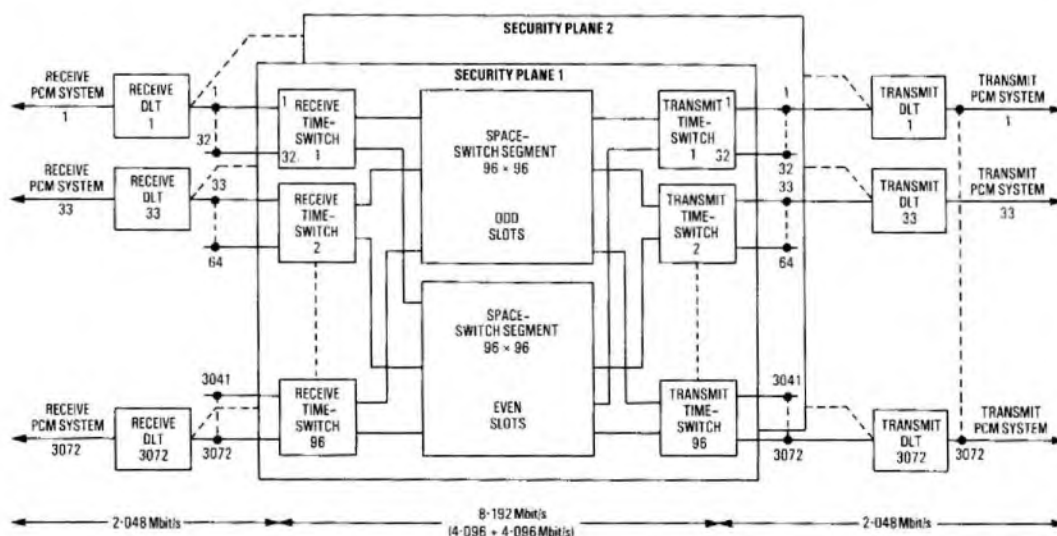 SECURITY PLANE 2
SECURITY PLANE 1
RECEIVE
PCM SYSTEM
1
RECEIVE
DLT
1
1
32
1
32
RECEIVE
TIME-
SWITCH
1
SPACE-
SWITCH SEGMENT
96 × 96
ODD
SLOTS
TRANSMIT
TIME-
SWITCH
1
1
32
1
32
TRANSMIT
DLT
1
TRANSMIT
PCM SYSTEM
1
RECEIVE
PCM SYSTEM
33
RECEIVE
DLT
33
33
64
RECEIVE
TIME-
SWITCH
2
TRANSMIT
TIME-
SWITCH
2
33
64
TRANSMIT
DLT
33
TRANSMIT
PCM SYSTEM
33
SPACE-
SWITCH SEGMENT
96 × 96
EVEN
SLOTS
RECEIVE
PCM SYSTEM
3072
RECEIVE
DLT
3072
3041
3072
RECEIVE
TIME-
SWITCH
96
TRANSMIT
TIME-
SWITCH
96
3041
3072
TRANSMIT
DLT
3072
3072
TRANSMIT
PCM SYSTEM
2·048 Mbit/s
8·192 Mbit/s
(4·096 + 4·096 Mbit/s)
2·048 Mbit/s